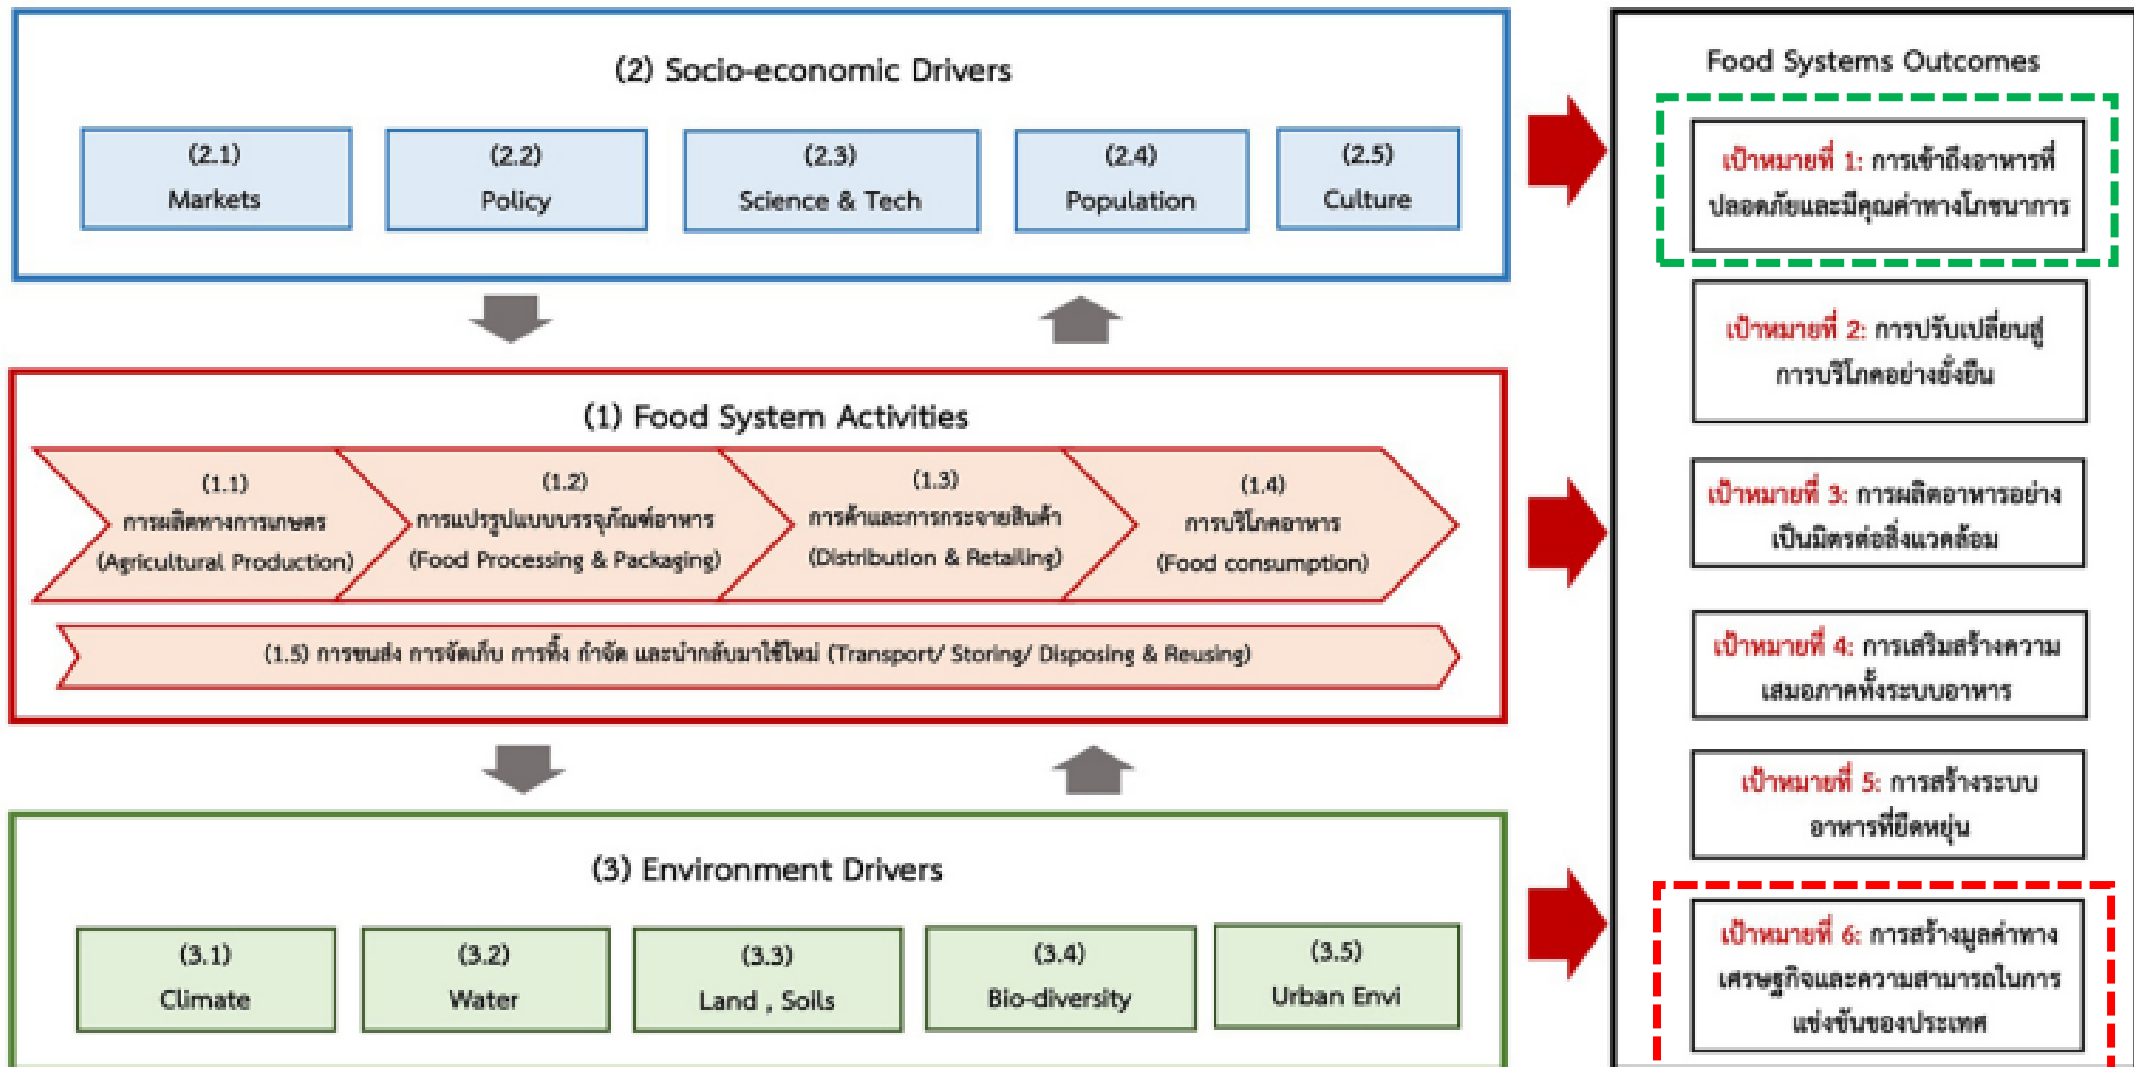 (2) Socio-economic Drivers
(2.1)
Markets
(2.2)
Policy
(2.3)
Science & Tech
(2.4)
Population
(2.5)
Culture
(1) Food System Activities
(1.1)
การผลิตทางการเกษตร
(Agricultural Production)
(1.2)
การแปรรูปแบบบรรจุภัณฑ์อาหาร
(Food Processing & Packaging)
(1.3)
การค้าและการกระจายสินค้า
(Distribution & Retailing)
(1.4)
การบริโภคอาหาร
(Food consumption)
(1.5) การขนส่ง การจัดเก็บ การทิ้ง กำจัด และนำกลับมาใช้ใหม่ (Transport/ Storing/ Disposing & Reusing)
(3) Environment Drivers
(3.1)
Climate
(3.2)
Water
(3.3)
Land , Soils
(3.4)
Bio-diversity
(3.5)
Urban Envi
Food Systems Outcomes
เป้าหมายที่ 1: การเข้าถึงอาหารที่
ปลอดภัยและมีคุณค่าทางโภชนาการ
เป้าหมายที่ 2: การปรับเปลี่ยนสู่
การบริโภคอย่างยั่งยืน
เป้าหมายที่ 3: การผลิตอาหารอย่าง
เป็นมิตรต่อสิ่งแวดล้อม
เป้าหมายที่ 4: การเสริมสร้างความ
เสมอภาคทั้งระบบอาหาร
เป้าหมายที่ 5: การสร้างระบบ
อาหารที่ยืดหยุ่น
เป้าหมายที่ 6: การสร้างมูลค่าทาง
เศรษฐกิจและความสามารถในการ
แข่งขันของประเทศ